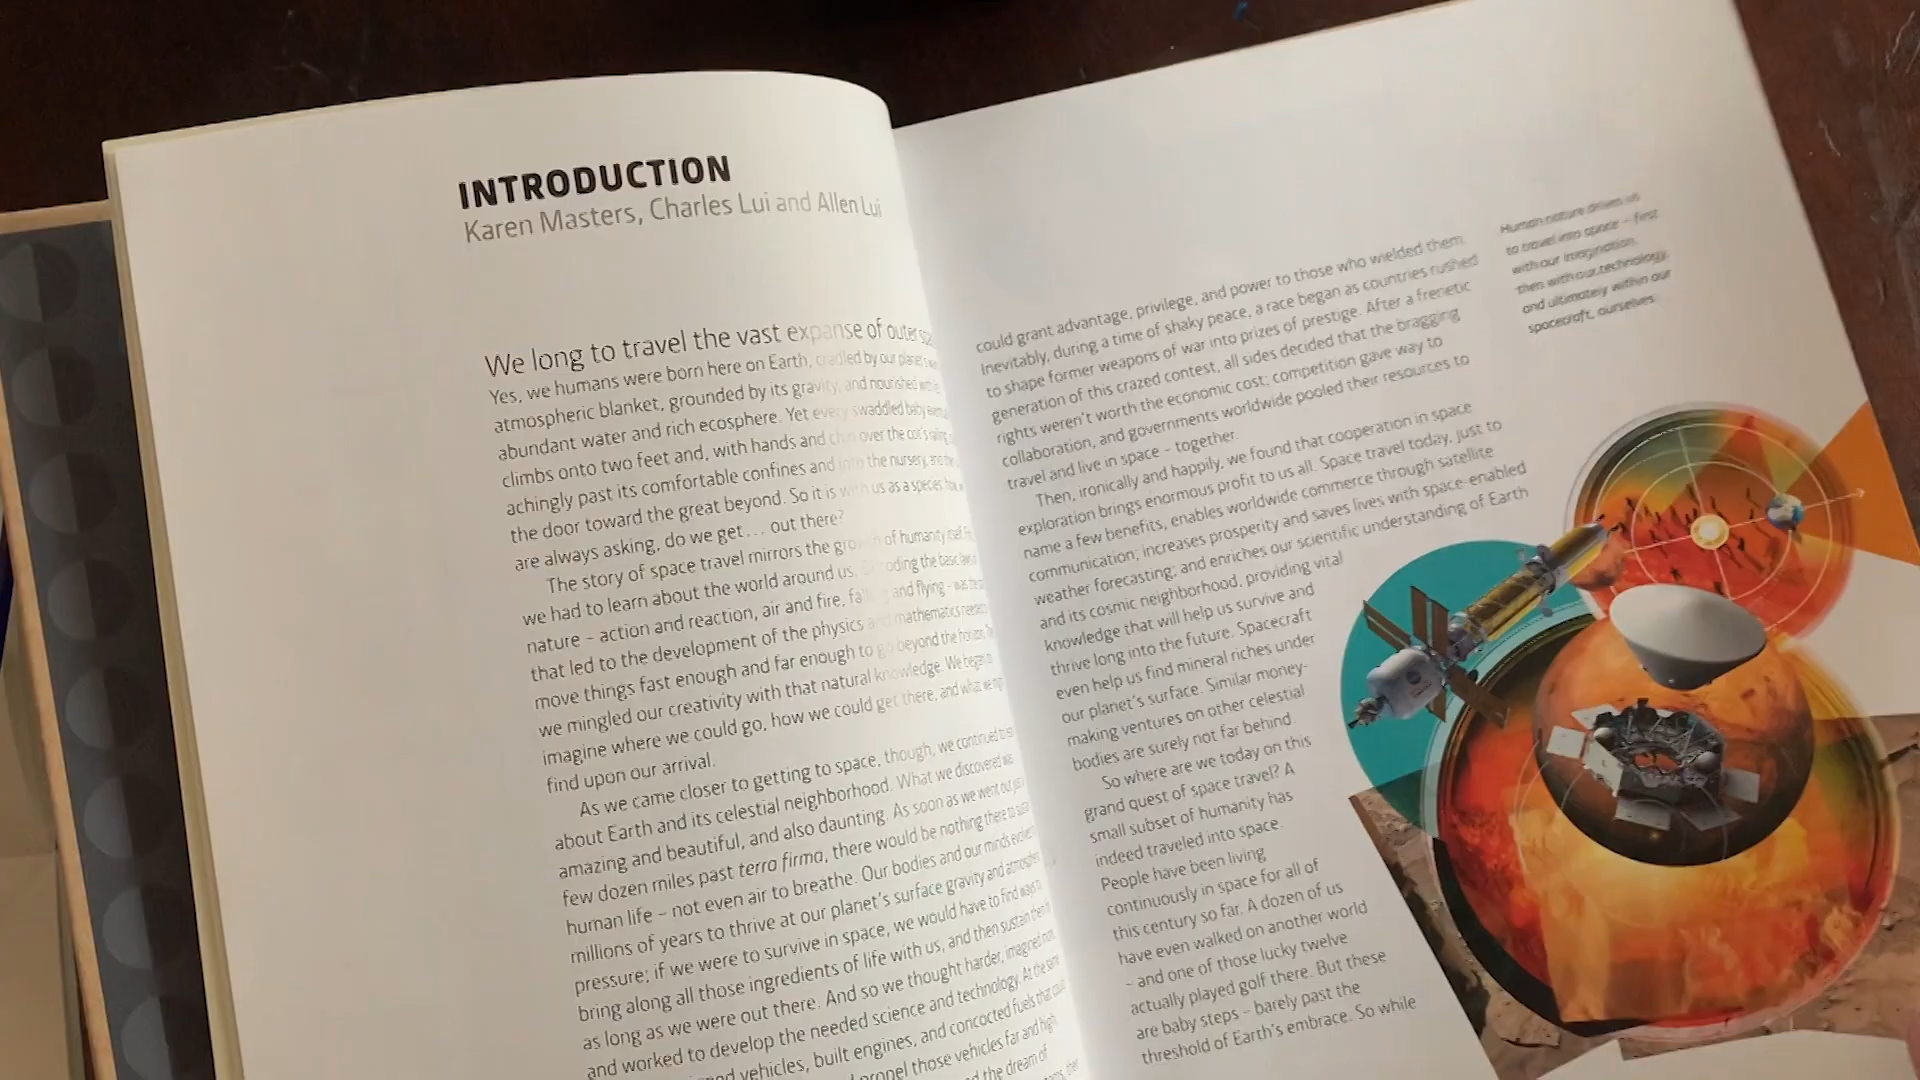 INTRODUCTION
Karen Masters, Charles Lui and Allen Lui
We long to travel the vast expanse of outer
Yes, we humans were born here on Earth, cradled by our planet's
atmospheric blanket, grounded by its gravity, and nourished
abundant water and rich ecosphere. Yet every swaddled baby
climbs onto two feet and, with hands and chin over the cot's railing,
achingly past its comfortable confines and into the nursery, and
the door toward the great beyond. So it is with us as a species
are always asking, do we get... out there?
The story of space travel mirrors the growth of humanity itself.
we had to learn about the world around us. Decoding the basic laws
nature – action and reaction, air and fire, falling and flying – was
that led to the development of the physics and mathematics needed
move things fast enough and far enough to go beyond the horizon.
we mingled our creativity with that natural knowledge. We began to
imagine where we could go, how we could get there, and what we
find upon our arrival.
As we came closer to getting to space, though, we continued to
about Earth and its celestial neighborhood. What we discovered was
amazing and beautiful, and also daunting. As soon as we went out just a
few dozen miles past terra firma, there would be nothing there to
human life – not even air to breathe. Our bodies and our minds evolved
millions of years to thrive at our planet's surface gravity and atmospheric
pressure; if we were to survive in space, we would have to find ways to
bring along all those ingredients of life with us, and then sustain them
as long as we were out there. And so we thought harder, imagined more
and worked to develop the needed science and technology. At the same
vehicles, built engines, and concocted fuels that could
propel those vehicles far and high
the dream of
could grant advantage, privilege, and power to those who wielded them.
Inevitably, during a time of shaky peace, a race began as countries rushed
to shape former weapons of war into prizes of prestige. After a frenetic
generation of this crazed contest, all sides decided that the bragging
rights weren't worth the economic cost; competition gave way to
collaboration, and governments worldwide pooled their resources to
travel and live in space – together.
Then, ironically and happily, we found that cooperation in space
exploration brings enormous profit to us all. Space travel today, just to
name a few benefits, enables worldwide commerce through satellite
communication; increases prosperity and saves lives with space-enabled
weather forecasting; and enriches our scientific understanding of Earth
and its cosmic neighborhood, providing vital
knowledge that will help us survive and
thrive long into the future. Spacecraft
even help us find mineral riches under
our planet's surface. Similar money-
making ventures on other celestial
bodies are surely not far behind.
So where are we today on this
grand quest of space travel? A
small subset of humanity has
indeed traveled into space.
People have been living
continuously in space for all of
this century so far. A dozen of us
have even walked on another world
– and one of those lucky twelve
actually played golf there. But these
are baby steps – barely past the
threshold of Earth's embrace. So while
Human nature drives us
to travel into space – first
with our imagination,
then with our technology,
and ultimately within our
spacecraft, ourselves.